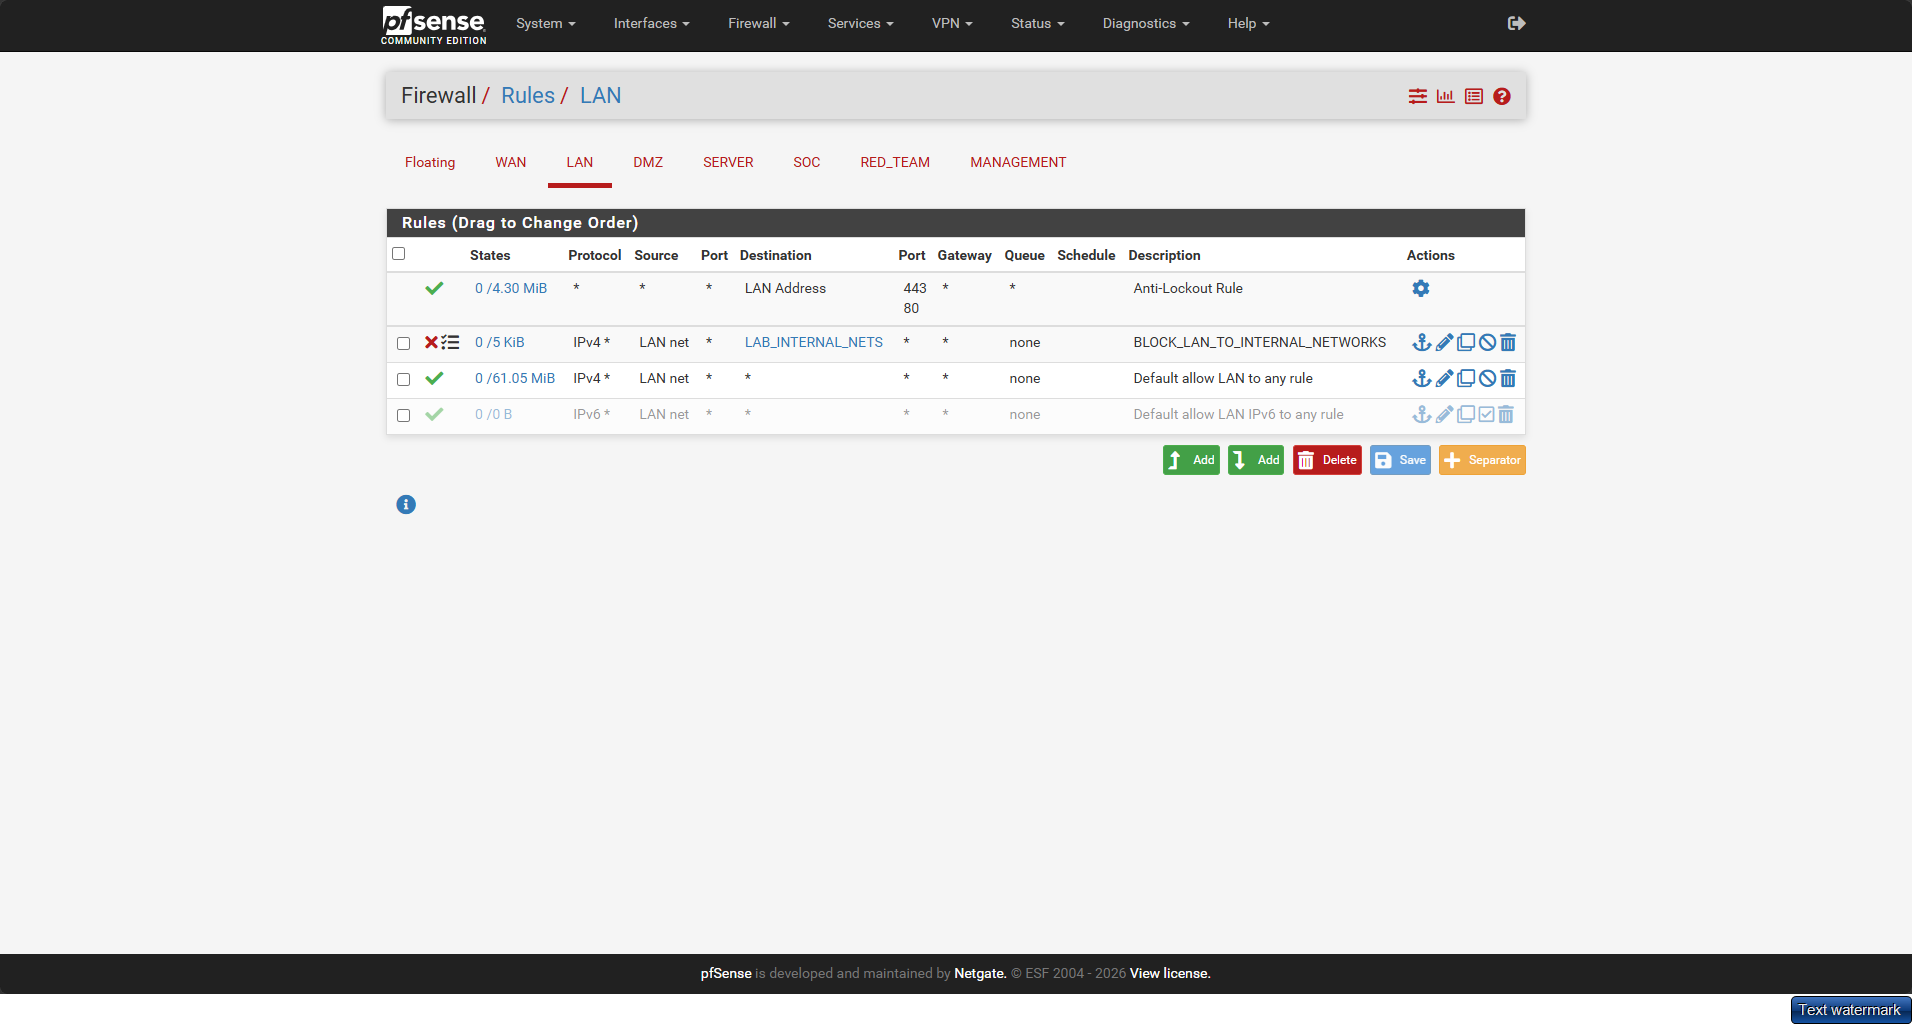 pfsense
COMMUNITY EDITION
System Interfaces Firewall Services VPN Status Diagnostics Help
Firewall / Rules / LAN
Floating WAN LAN DMZ SERVER SOC RED_TEAM MANAGEMENT
Rules (Drag to Change Order)
States Protocol Source Port Destination Port Gateway Queue Schedule Description Actions
0 /4.30 MiB * * * LAN Address 443 * * Anti-Lockout Rule
80
0 /5 KiB IPv4 * LAN net * LAB_INTERNAL_NETS * * none BLOCK_LAN_TO_INTERNAL_NETWORKS
0 /61.05 MiB IPv4 * LAN net * * * * none Default allow LAN to any rule
0 /0 B IPv6 * LAN net * * * * none Default allow LAN IPv6 to any rule
Add Add Delete Save Separator
pfSense is developed and maintained by Netgate. © ESF 2004 - 2026 View license.
Text watermark